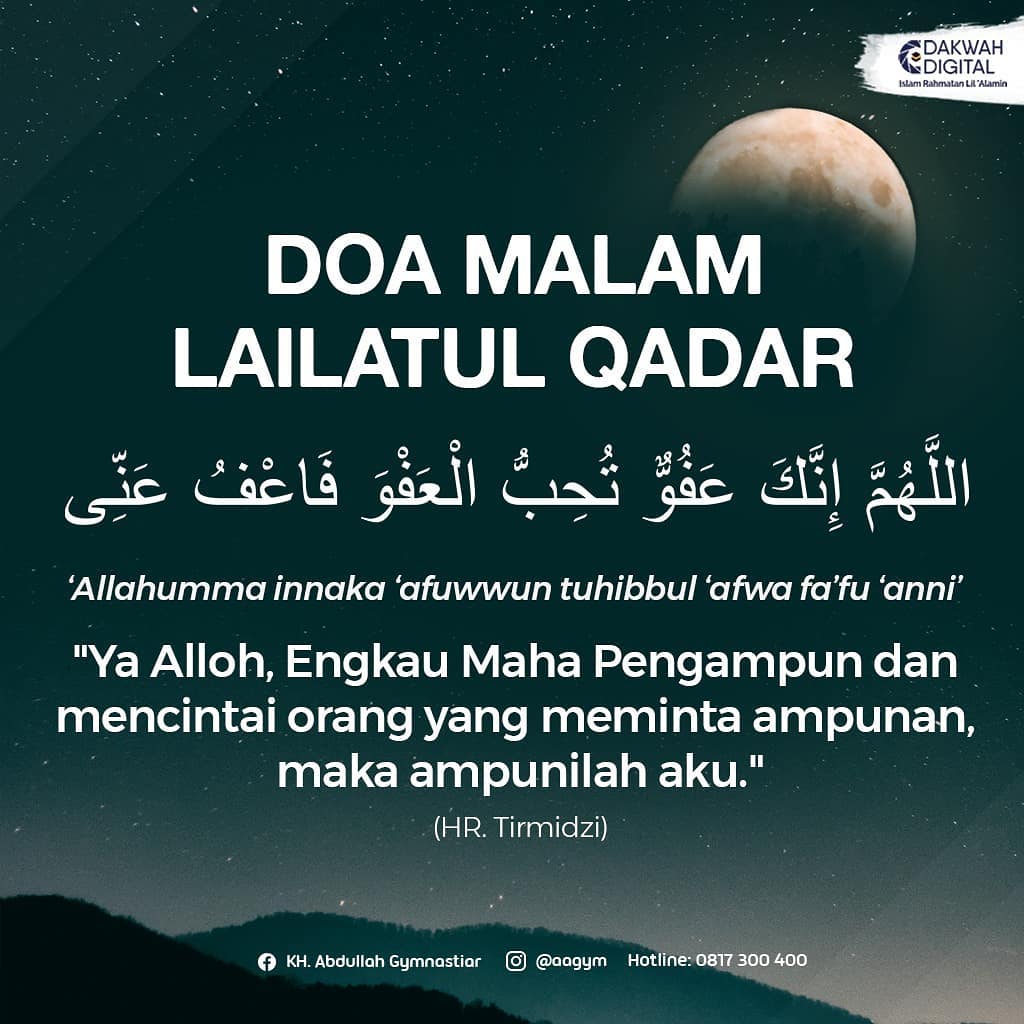 DAKWAH
DIGITAL
Islam Rahmatan Lil 'Alamin
DOA MALAM
LAILATUL QADAR
اللَّهُمَّ إِنَّكَ عَفُوٌّ تُحِبُّ الْعَفْوَ فَاعْفُ عَنِّى
‘Allahumma innaka ‘afuwwun tuhibbul ‘afwa fa’fu ‘anni’
"Ya Alloh, Engkau Maha Pengampun dan
mencintai orang yang meminta ampunan,
maka ampunilah aku."
(HR. Tirmidzi)
KH. Abdullah Gymnastiar @aagym Hotline: 0817 300 400